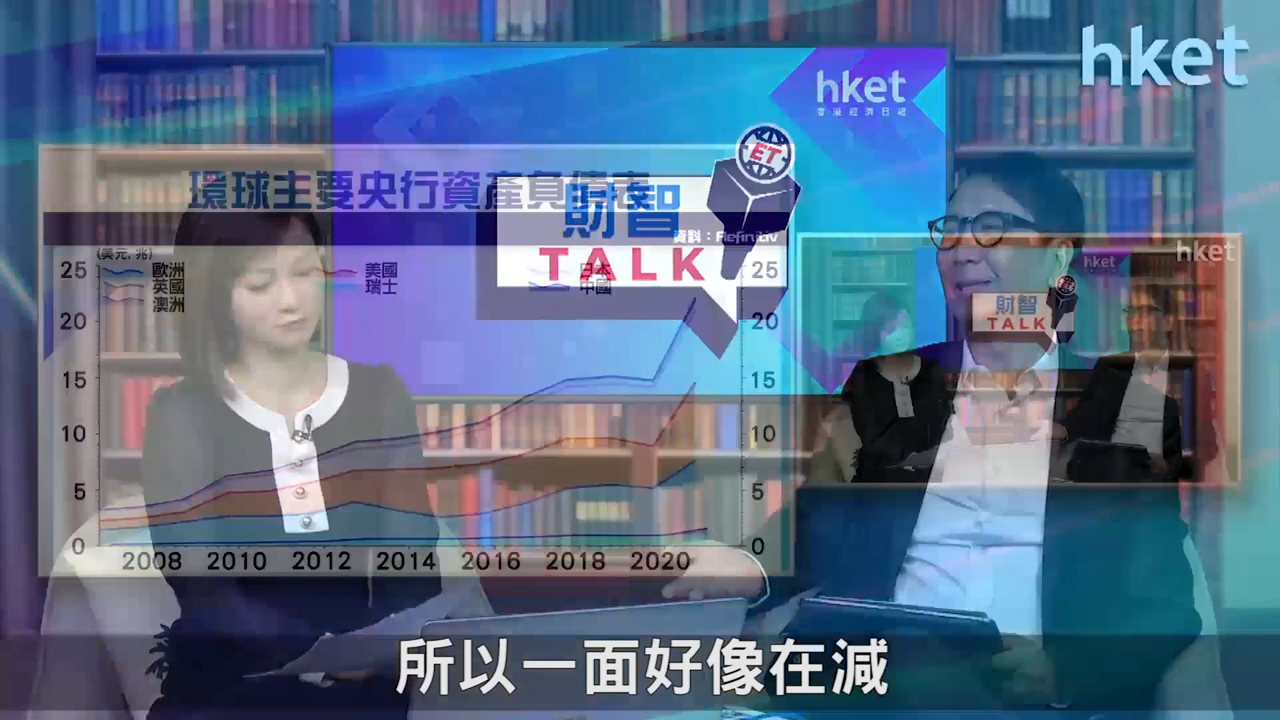 hket
hket
香港經濟日報
ET
環球主要央行資產負債表
財智
TALK
資料：Refinitiv
(美元, 兆)
歐洲
美國
日本
英國
瑞士
中國
澳洲
25
20
15
10
5
0
25
20
15
10
5
0
2008 2010 2012 2014 2016 2018 2020
hket
hket
財智
TALK
所以一面好像在減